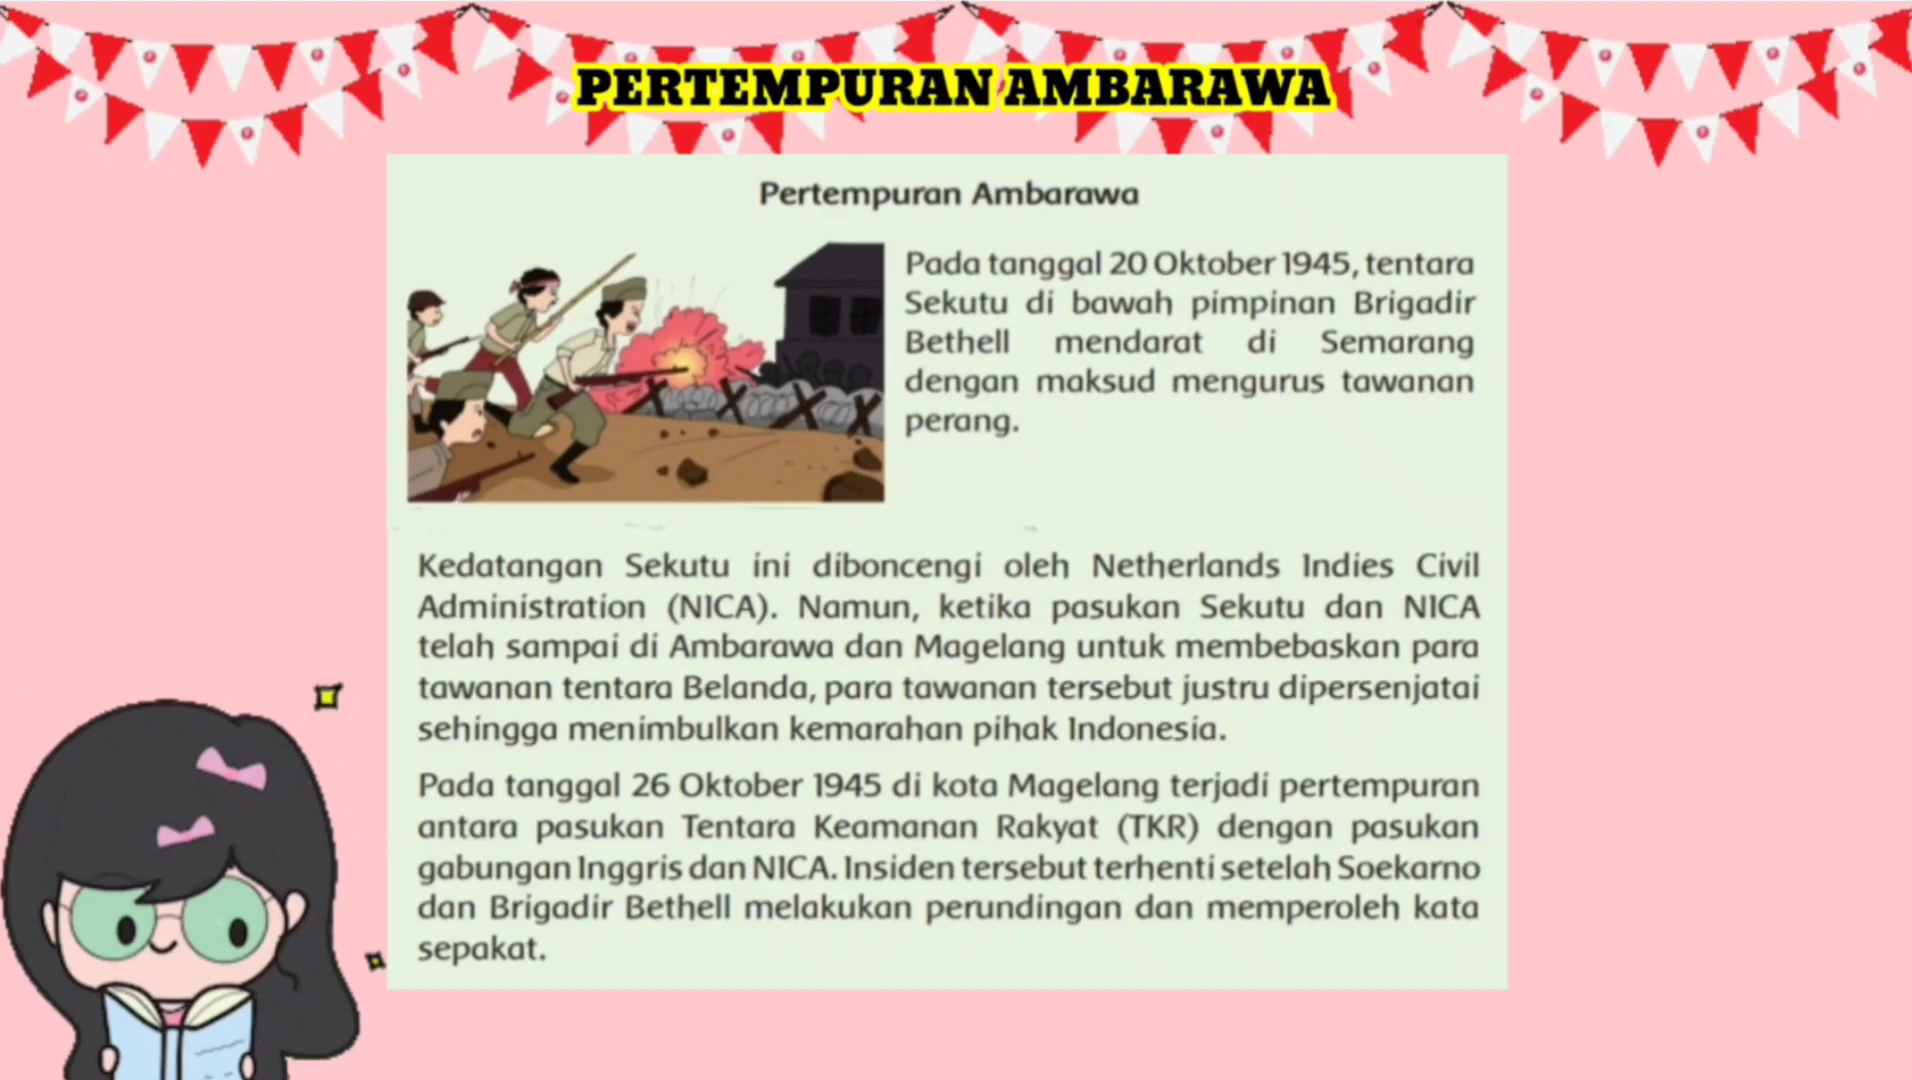 PERTEMPURAN AMBARAWA
Pertempuran Ambarawa
Pada tanggal 20 Oktober 1945, tentara
Sekutu di bawah pimpinan Brigadir
Bethell mendarat di Semarang
dengan maksud mengurus tawanan
perang.
Kedatangan Sekutu ini diboncengi oleh Netherlands Indies Civil
Administration (NICA). Namun, ketika pasukan Sekutu dan NICA
telah sampai di Ambarawa dan Magelang untuk membebaskan para
tawanan tentara Belanda, para tawanan tersebut justru dipersenjatai
sehingga menimbulkan kemarahan pihak Indonesia.
Pada tanggal 26 Oktober 1945 di kota Magelang terjadi pertempuran
antara pasukan Tentara Keamanan Rakyat (TKR) dengan pasukan
gabungan Inggris dan NICA. Insiden tersebut terhenti setelah Soekarno
dan Brigadir Bethell melakukan perundingan dan memperoleh kata
sepakat.